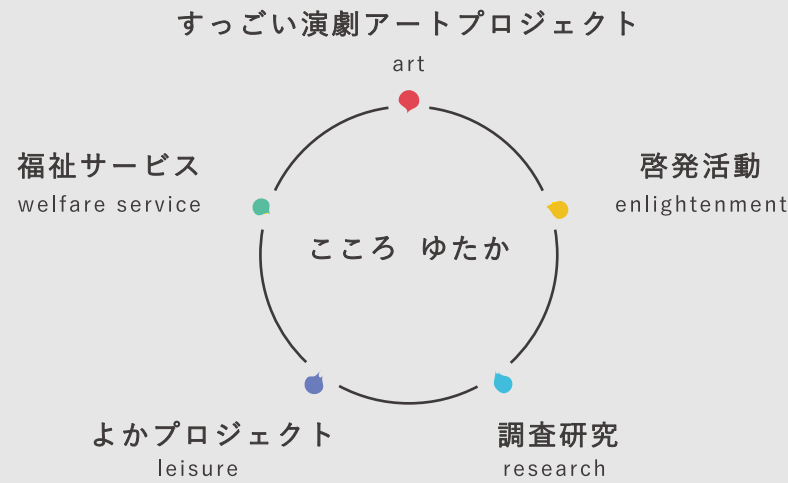 すっごい演劇アートプロジェクト
art
福祉サービス
welfare service
啓発活動
enlightenment
こころ ゆたか
よかプロジェクト
leisure
調査研究
research